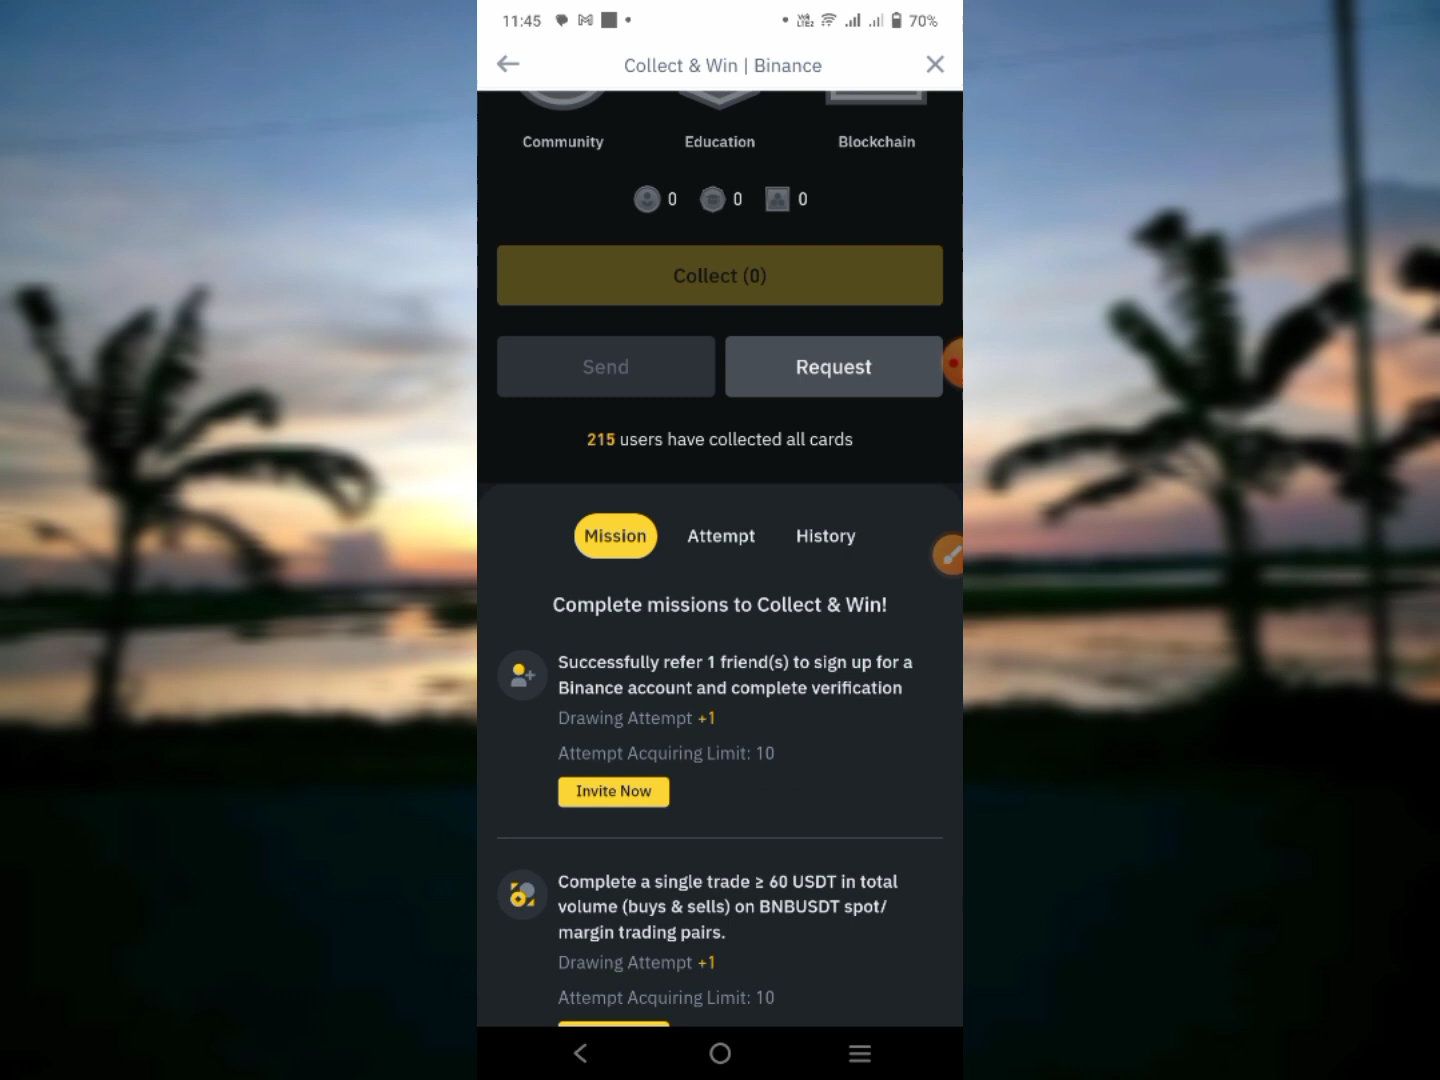 11:45
70%
Collect & Win | Binance
Community Education Blockchain
0 0 0
Collect (0)
Send Request
215 users have collected all cards
Mission Attempt History
Complete missions to Collect & Win!
Successfully refer 1 friend(s) to sign up for a
Binance account and complete verification
Drawing Attempt +1
Attempt Acquiring Limit: 10
Invite Now
Complete a single trade ≥ 60 USDT in total
volume (buys & sells) on BNBUSDT spot/
margin trading pairs.
Drawing Attempt +1
Attempt Acquiring Limit: 10